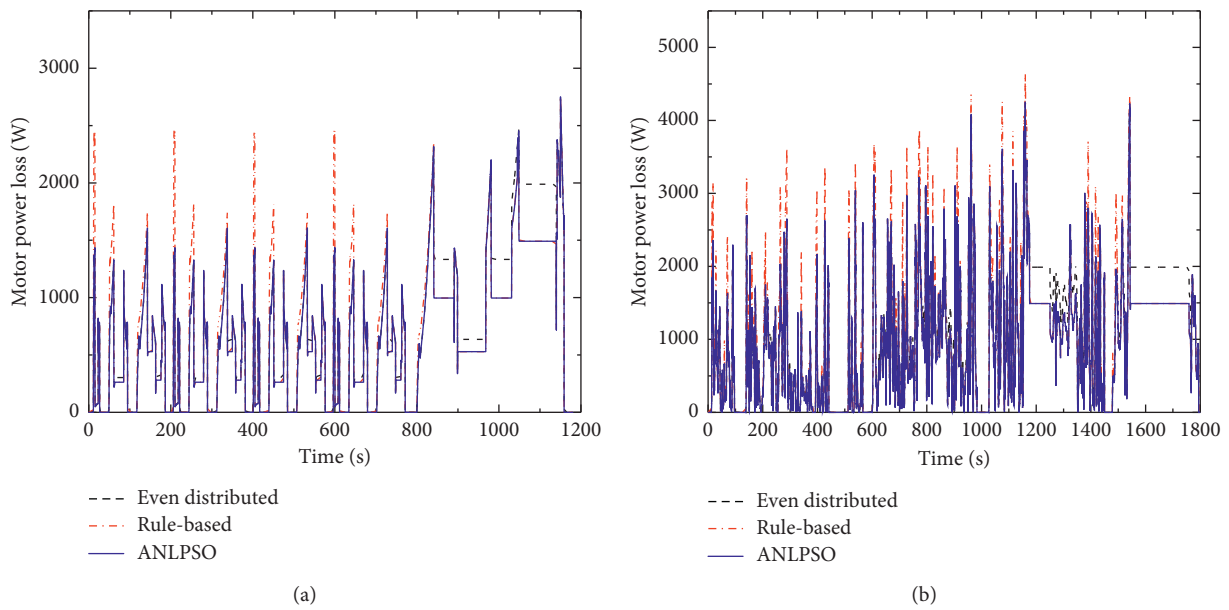 3000
2000
1000
0
Motor power loss (W)
0
200
400
600
800
1000
1200
Time (s)
Even distributed
Rule-based
ANLPSO
(a)
5000
4000
3000
2000
1000
0
Motor power loss (W)
0
200
400
600
800
1000
1200
1400
1600
1800
Time (s)
Even distributed
Rule-based
ANLPSO
(b)